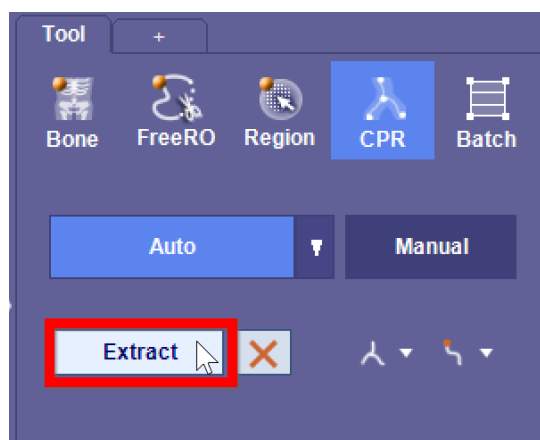 Tool +
Bone FreeRO Region CPR Batch
Auto Manual
Extract